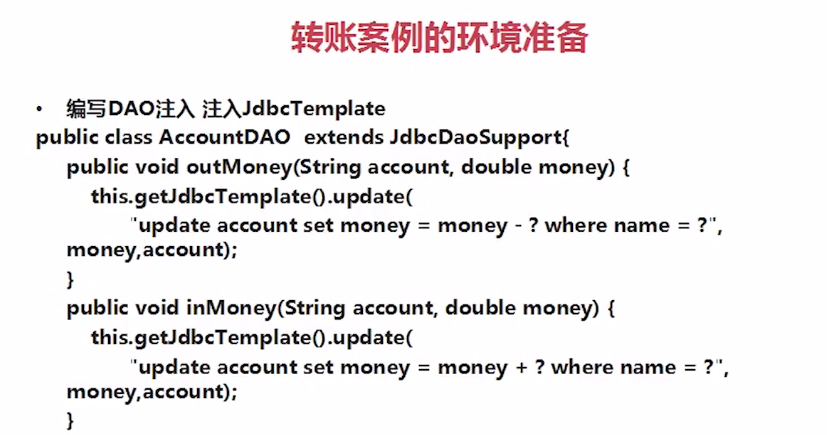 转账案例的环境准备
• 编写DAO注入 注入JdbcTemplate
public class AccountDAO  extends JdbcDaoSupport{
public void outMoney(String account, double money) {
this.getJdbcTemplate().update(
"update account set money = money - ? where name = ?",
money,account);
}
public void inMoney(String account, double money) {
this.getJdbcTemplate().update(
"update account set money = money + ? where name = ?",
money,account);
}